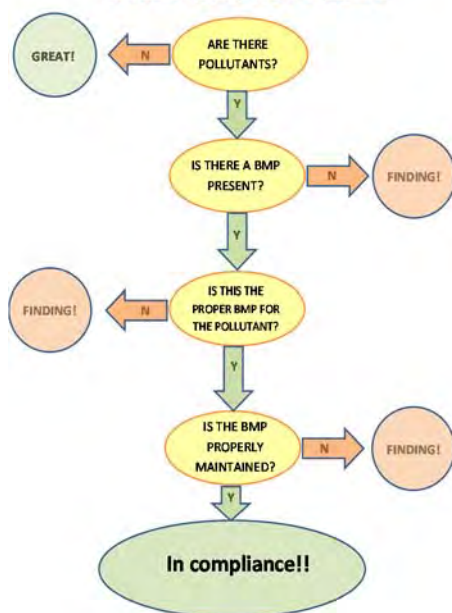 ARE THERE
POLLUTANTS?
N
GREAT!
Y
IS THERE A BMP
PRESENT?
N
FINDING!
Y
IS THIS THE
PROPER BMP FOR
THE POLLUTANT?
N
FINDING!
Y
IS THE BMP
PROPERLY
MAINTAINED?
N
FINDING!
Y
In compliance!!